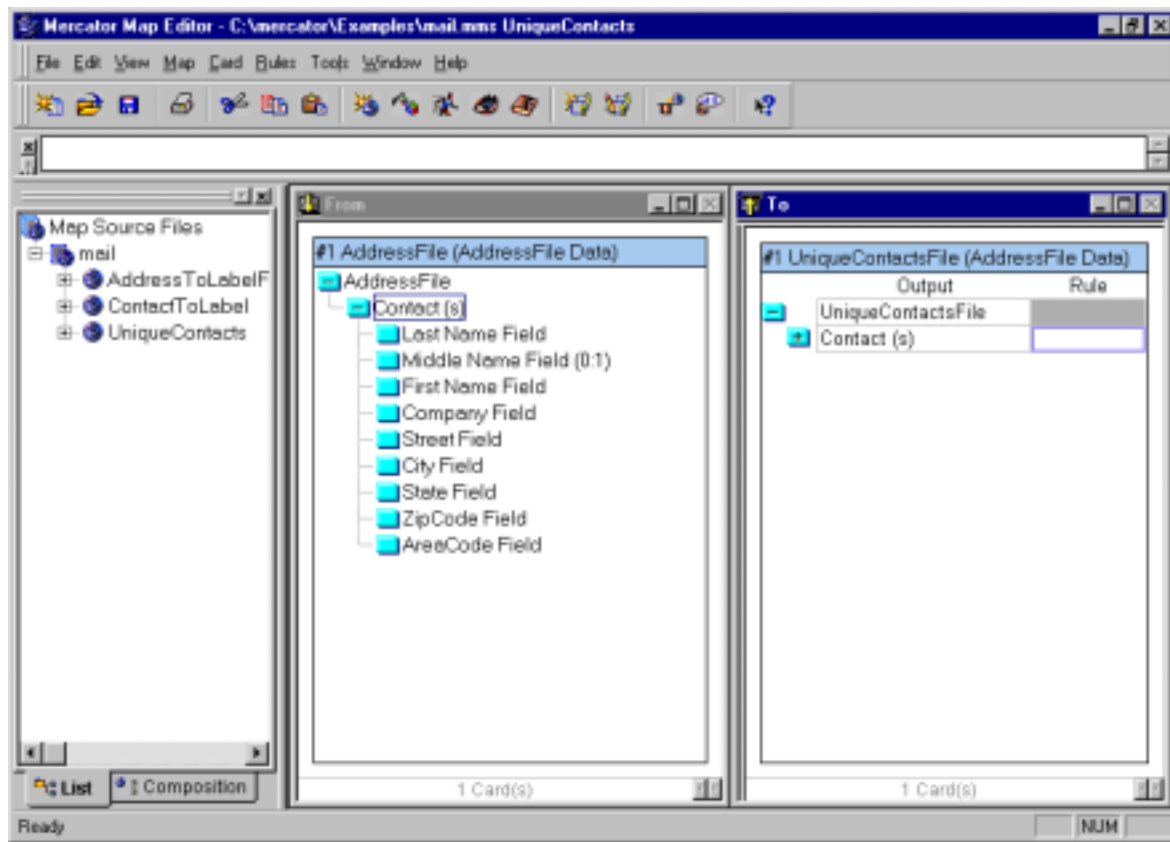 Mercator Map Editor - C:\mercator\Examples\mail.mms UniqueContacts
File Edit View Map Card Rules Tools Window Help
Map Source Files
mail
AddressToLabelF
ContactToLabel
UniqueContacts
List
Composition
From
#1 AddressFile (AddressFile Data)
AddressFile
Contact (s)
Last Name Field
Middle Name Field (0:1)
First Name Field
Company Field
Street Field
City Field
State Field
ZipCode Field
AreaCode Field
1 Card(s)
To
#1 UniqueContactsFile (AddressFile Data)
Output Rule
UniqueContactsFile
Contact (s)
1 Card(s)
Ready
NUM